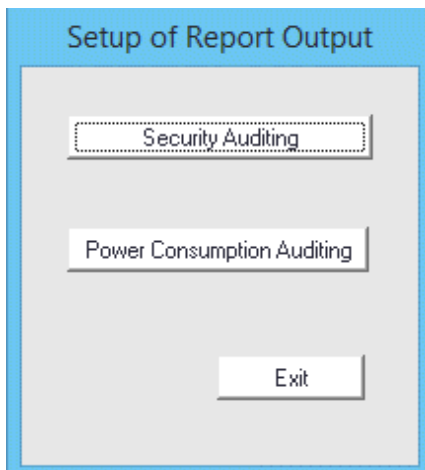 Setup of Report Output
Security Auditing
Power Consumption Auditing
Exit